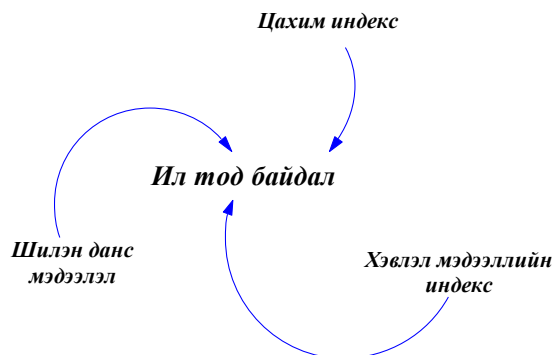 Цахим индекс
Ил тод байдал
Шилэн данс
мэдээлэл
Хэвлэл мэдээллийн
индекс